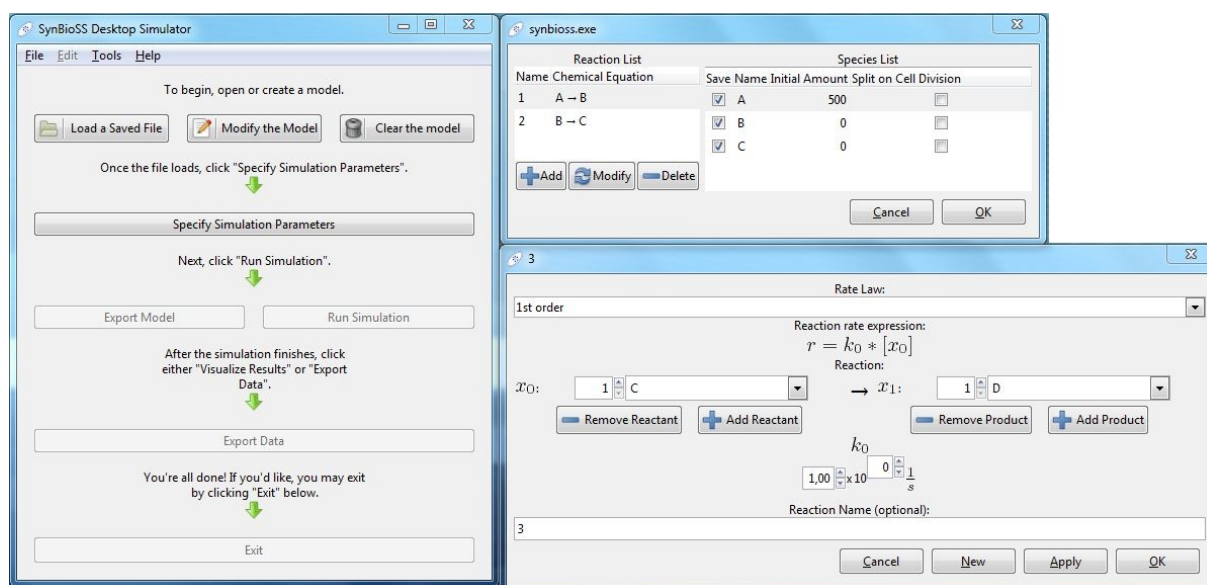 SynBioSS Desktop Simulator
File Edit Tools Help
To begin, open or create a model.
Load a Saved File Modify the Model Clear the model
Once the file loads, click "Specify Simulation Parameters".
Specify Simulation Parameters
Next, click "Run Simulation".
Export Model Run Simulation
After the simulation finishes, click
either "Visualize Results" or "Export
Data".
Export Data
You're all done! If you'd like, you may exit
by clicking "Exit" below.
Exit
synbioss.exe
Reaction List
Name Chemical Equation
1 A → B
2 B → C
Add Modify Delete
Species List
Save Name Initial Amount Split on Cell Division
A 500
B 0
C 0
Cancel OK
3
Rate Law:
1st order
Reaction rate expression:
r = k₀ * [x₀]
Reaction:
x₀: 1 C → x₁: 1 D
Remove Reactant Add Reactant Remove Product Add Product
k₀
1,00 x 10 0 1/s
Reaction Name (optional):
3
Cancel New Apply OK